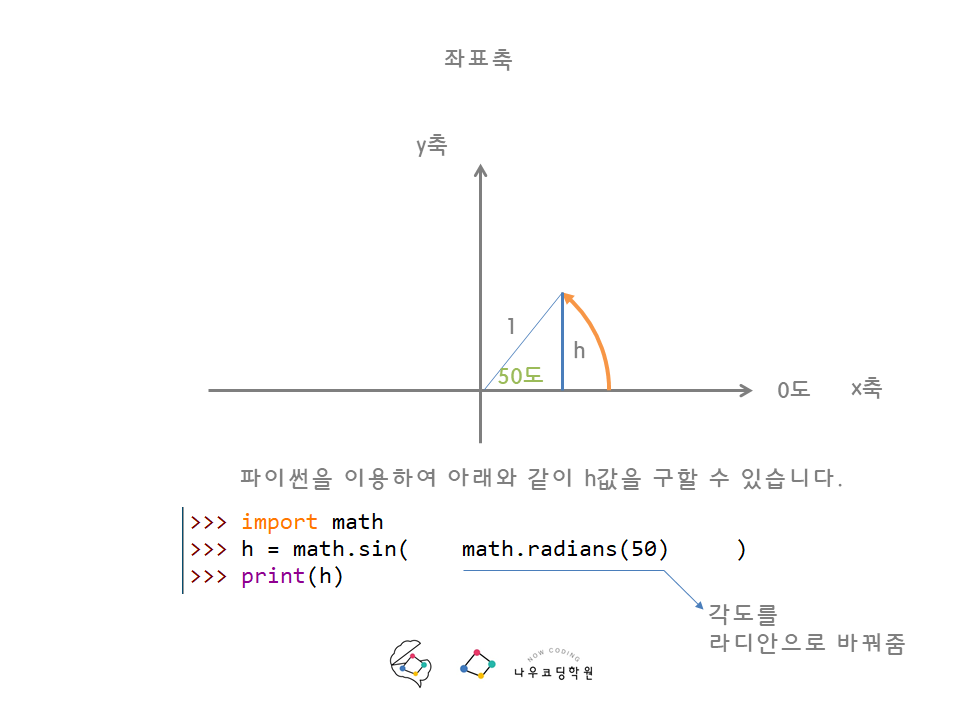 좌표축
y축
1
h
50도
0도
x축
파이썬을 이용하여 아래와 같이 h값을 구할 수 있습니다.
>>> import math
>>> h = math.sin( math.radians(50) )
>>> print(h)
각도를
라디안으로 바꿔줌
NOW CODING
나우코딩학원